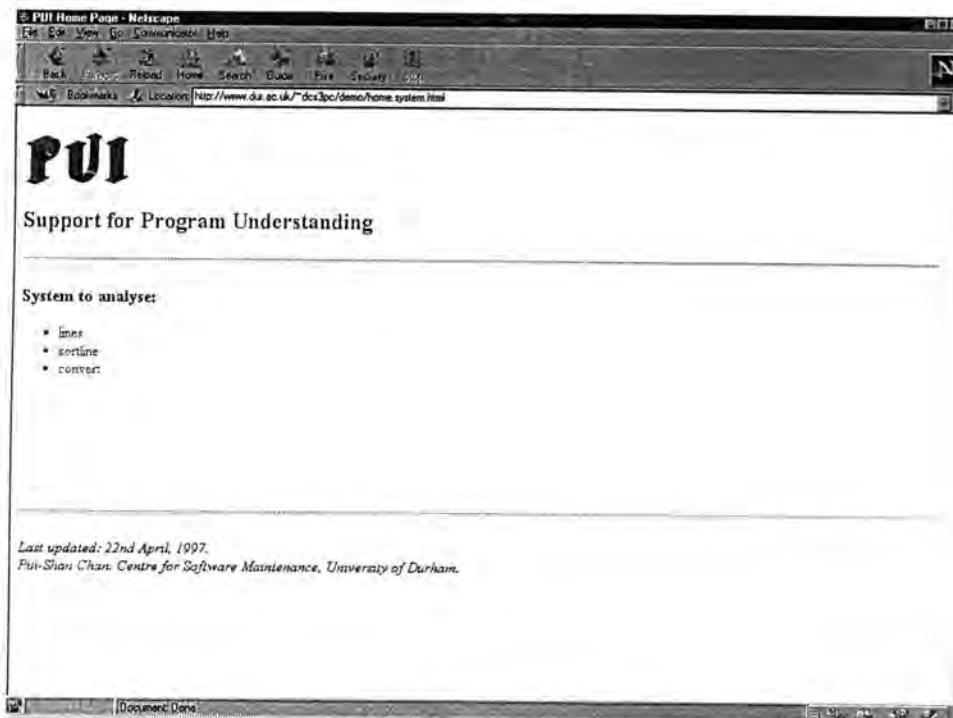 PUI Home Page - Netscape
File Edit View Go Communicator Help
Back Reload Home Search Guide Print Security
Bookmarks Location: http://www.dur.ac.uk/~dcs3pc/demo/home.system.html
N
PUI
Support for Program Understanding
System to analyse:
lines
sortline
convert
Last updated: 22nd April, 1997.
Pui-Shan Chan. Centre for Software Maintenance, University of Durham.
Document: Done